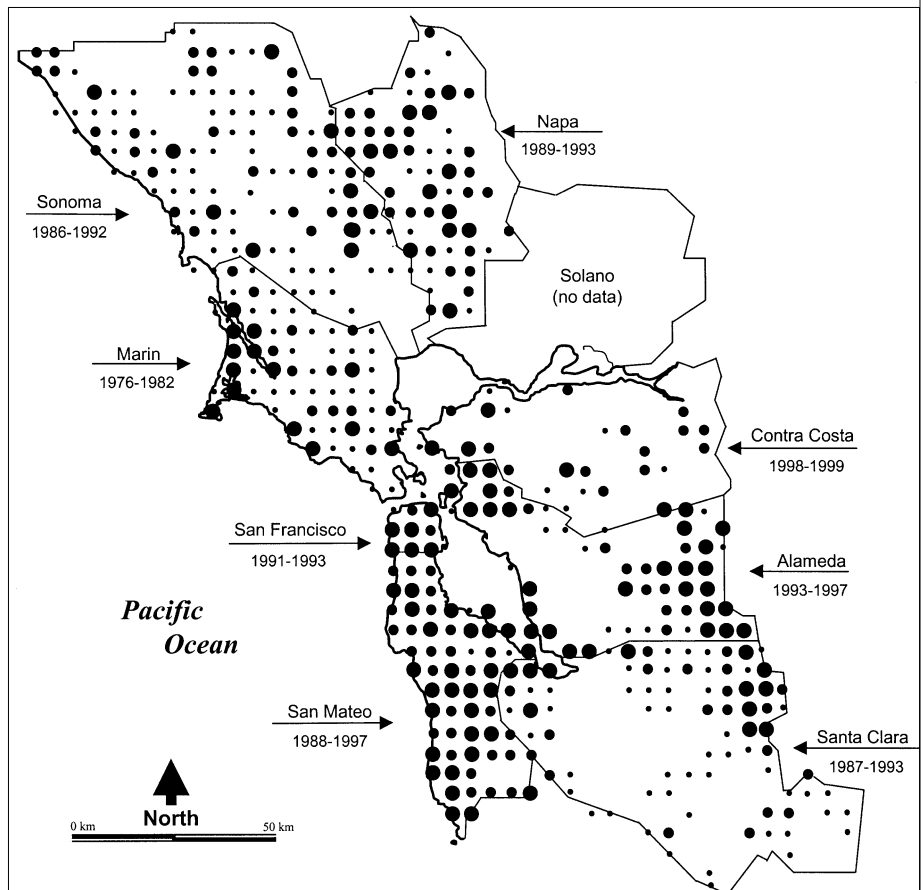 Napa
1989-1993
Sonoma
1986-1992
Solano
(no data)
Marin
1976-1982
Contra Costa
1998-1999
San Francisco
1991-1993
Alameda
1993-1997
Pacific
Ocean
San Mateo
1988-1997
Santa Clara
1987-1993
North
0 km 50 km